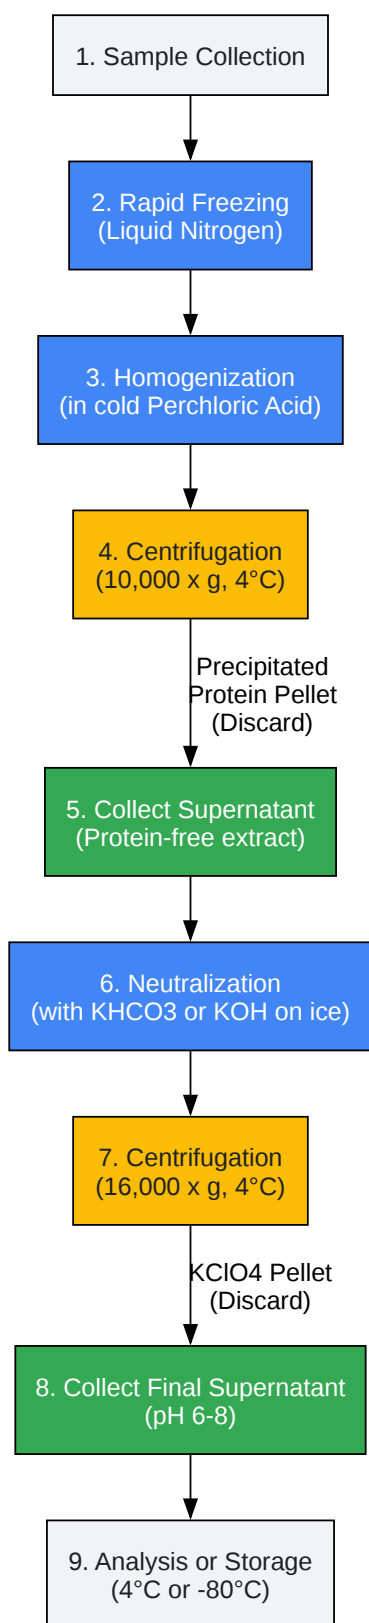 1. Sample Collection
2. Rapid Freezing
(Liquid Nitrogen)
3. Homogenization
(in cold Perchloric Acid)
4. Centrifugation
(10,000 x g, 4°C)
Precipitated
Protein Pellet
(Discard)
5. Collect Supernatant
(Protein-free extract)
6. Neutralization
(with KHCO3 or KOH on ice)
7. Centrifugation
(16,000 x g, 4°C)
KClO4 Pellet
(Discard)
8. Collect Final Supernatant
(pH 6-8)
9. Analysis or Storage
(4°C or -80°C)